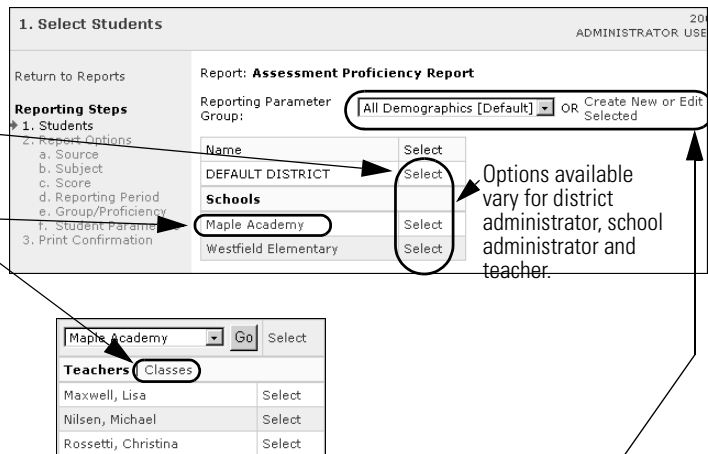 1. Select Students
20
ADMINISTRATOR USE
Return to Reports
Reporting Steps
1. Students
2. Report Options
a. Source
b. Subject
c. Score
d. Reporting Period
e. Group/Proficiency
f. Student Parame
3. Print Confirmation
Report: Assessment Proficiency Report
Reporting Parameter Group:
All Demographics [Default]
OR
Create New or Edit
Selected
Name Select
DEFAULT DISTRICT Select
Schools
Maple Academy Select
Westfield Elementary Select
Options available
vary for district
administrator, school
administrator and
teacher.
Maple Academy Go Select
Teachers | Classes
Maxwell, Lisa Select
Nilsen, Michael Select
Rossetti, Christina Select